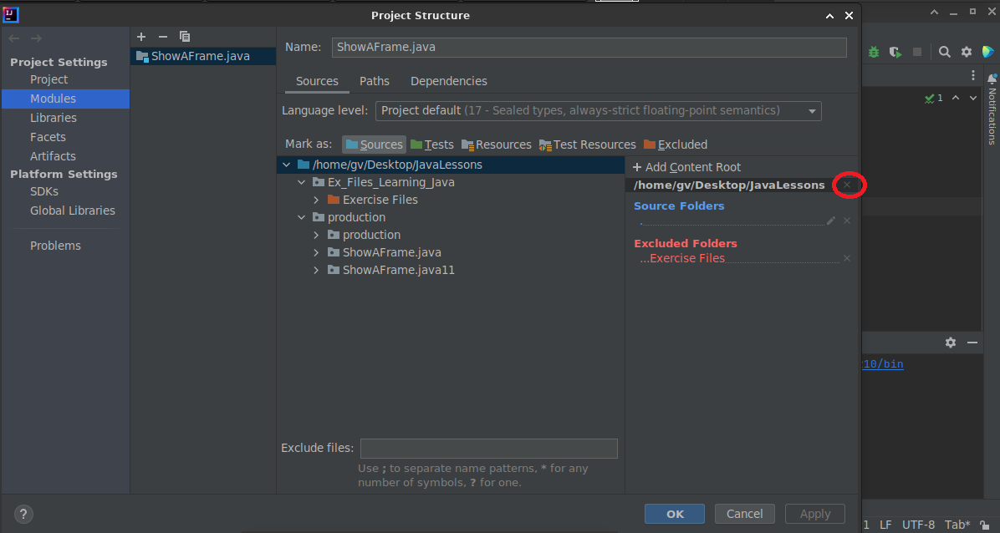 Project Structure
Project Settings
Project
Modules
Libraries
Facets
Artifacts
Platform Settings
SDKs
Global Libraries
Problems
ShowAFrame.java
Name: ShowAFrame.java
Sources Paths Dependencies
Language level: Project default (17 - Sealed types, always-strict floating-point semantics)
Mark as: Sources Tests Resources Test Resources Excluded
/home/gv/Desktop/JavaLessons
Ex_Files_Learning_Java
Exercise Files
production
production
ShowAFrame.java
ShowAFrame.java11
+ Add Content Root
/home/gv/Desktop/JavaLessons
Source Folders
.
Excluded Folders
...Exercise Files
Exclude files:
Use ; to separate name patterns, * for any
number of symbols, ? for one.
?
OK Cancel Apply
1
Notifications
10/bin
1 LF UTF-8 Tab*